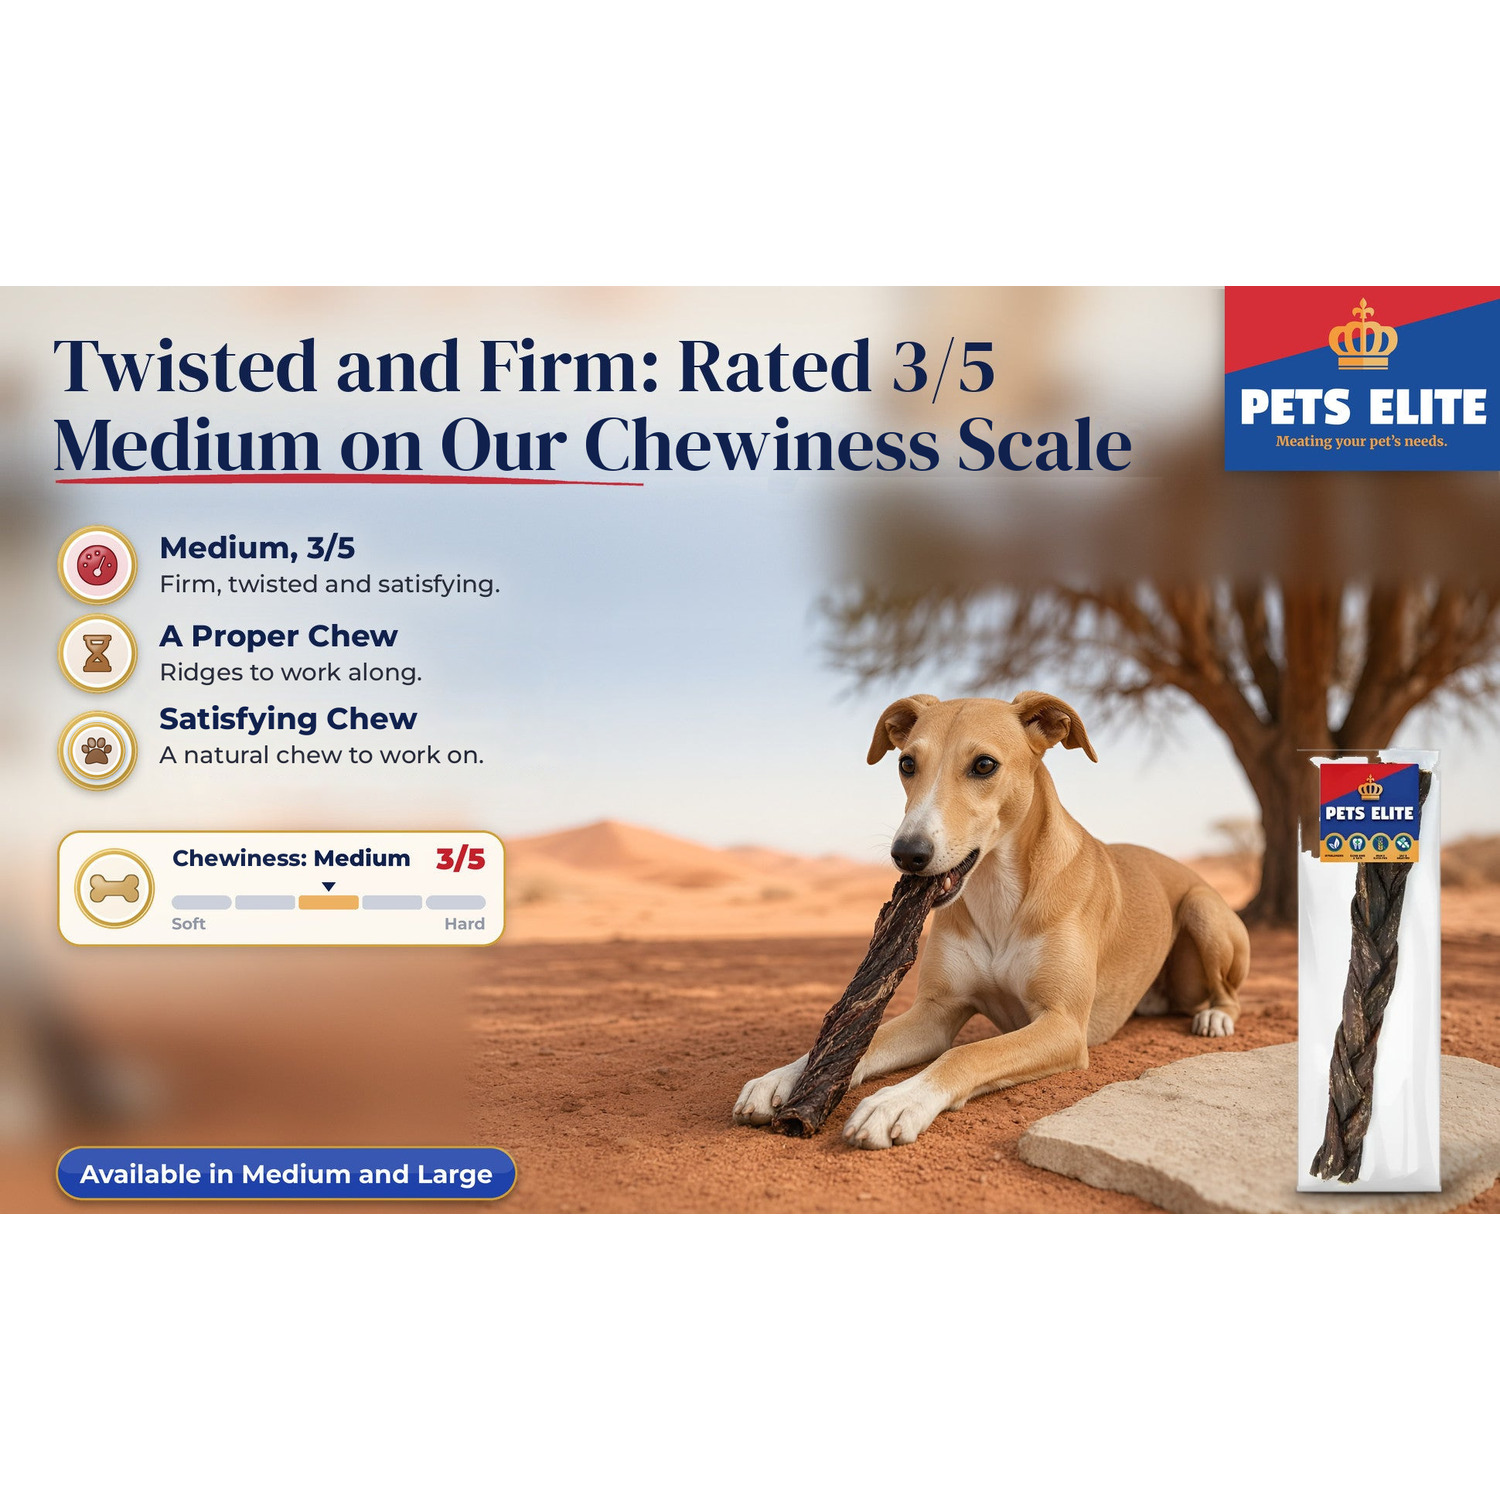 Twisted and Firm: Rated 3/5
Medium on Our Chewiness Scale
PETS ELITE
Meating your pet's needs.
Medium, 3/5
Firm, twisted and satisfying.
A Proper Chew
Ridges to work along.
Satisfying Chew
A natural chew to work on.
Chewiness: Medium 3/5
Soft Hard
Available in Medium and Large
PETS ELITE